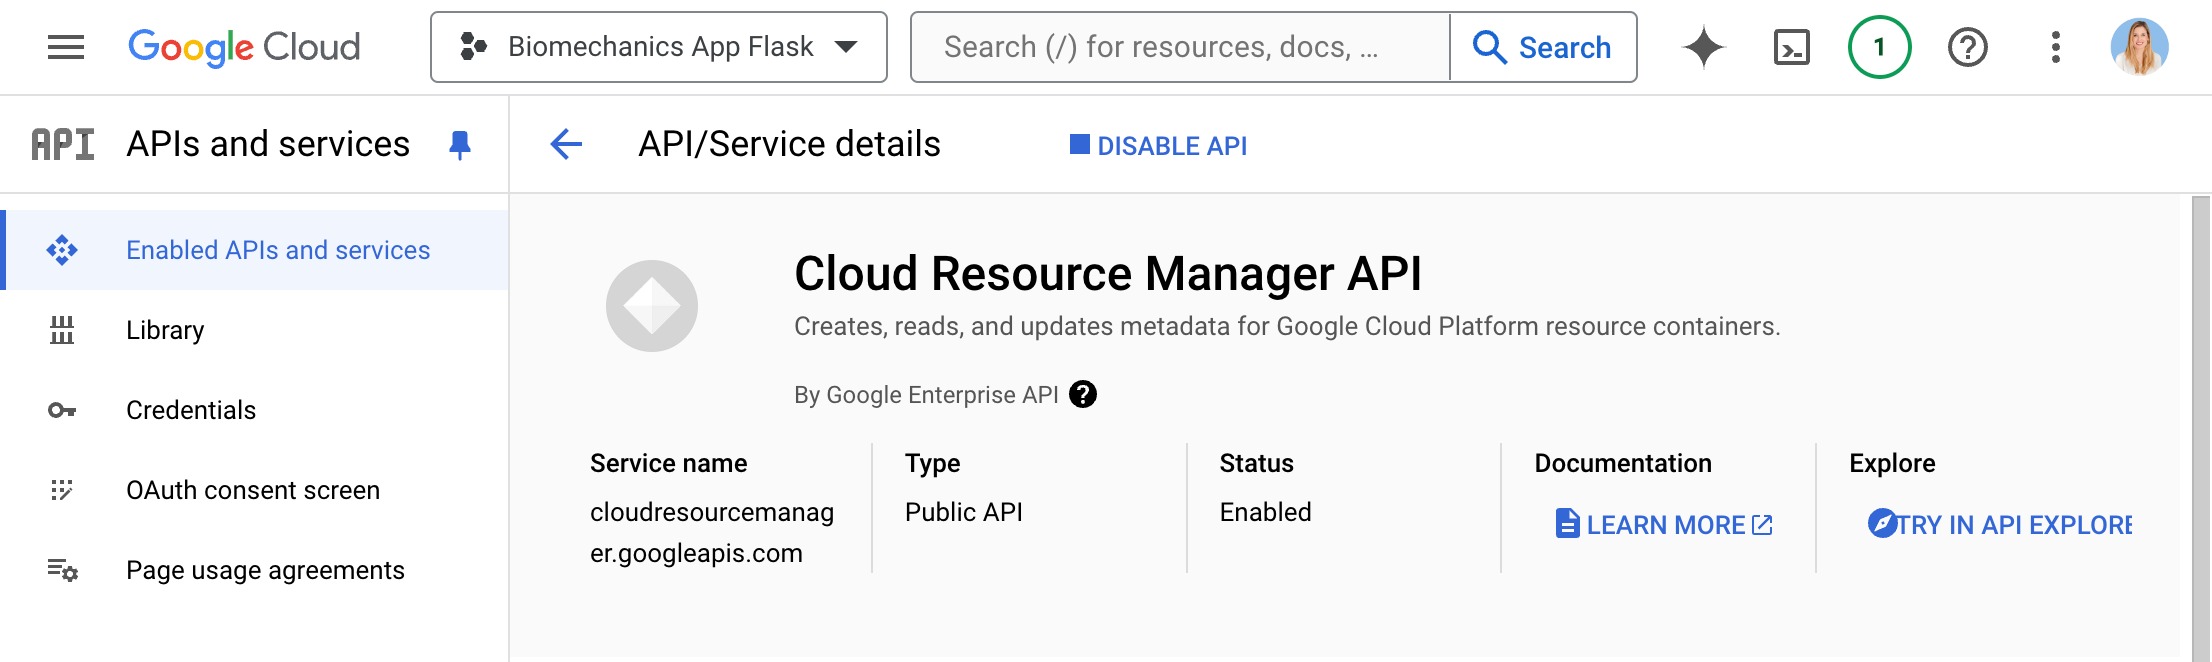 Google Cloud
Biomechanics App Flask
Search (/) for resources, docs, ...
Search
1
API
APIs and services
API/Service details
DISABLE API
Enabled APIs and services
Library
Credentials
OAuth consent screen
Page usage agreements
Cloud Resource Manager API
Creates, reads, and updates metadata for Google Cloud Platform resource containers.
By Google Enterprise API
Service name
cloudresourcemanag
er.googleapis.com
Type
Public API
Status
Enabled
Documentation
LEARN MORE
Explore
TRY IN API EXPLORE